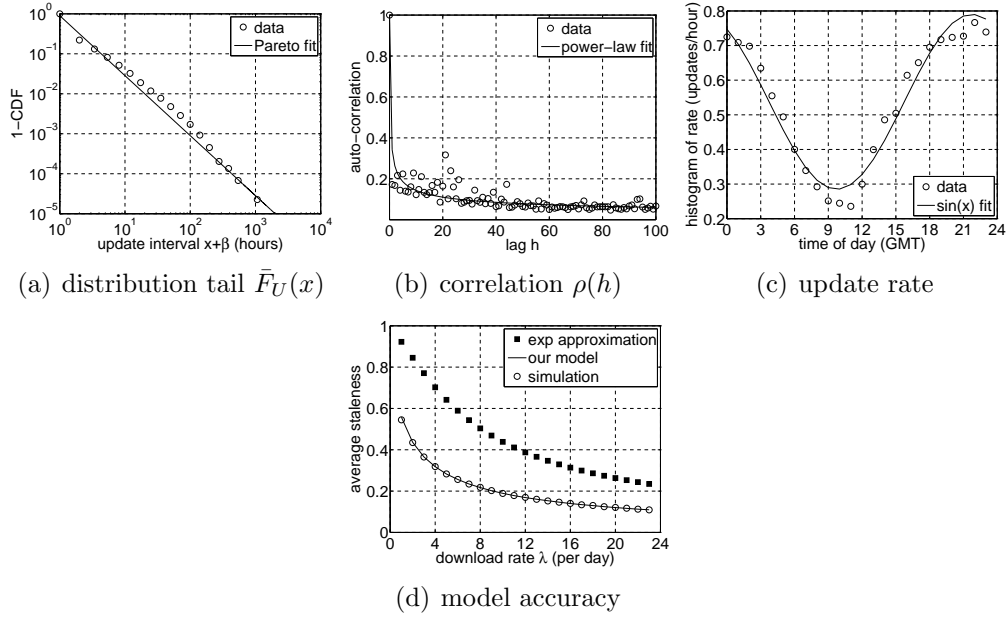 10^0
10^-1
10^-2
10^-3
10^-4
10^-5
1−CDF
data
Pareto fit
10^0 10^1 10^2 10^3 10^4
update interval x+β (hours)
(a) distribution tail F̄_U(x)
1
0.8
0.6
0.4
0.2
auto−correlation
data
power−law fit
0 20 40 60 80 100
lag h
(b) correlation ρ(h)
0.8
0.7
0.6
0.5
0.4
0.3
0.2
histogram of rate (updates/hour)
data
sin(x) fit
0 3 6 9 12 15 18 21 24
time of day (GMT)
(c) update rate
1
0.8
0.6
0.4
0.2
0
average staleness
exp approximation
our model
simulation
0 4 8 12 16 20 24
download rate λ (per day)
(d) model accuracy